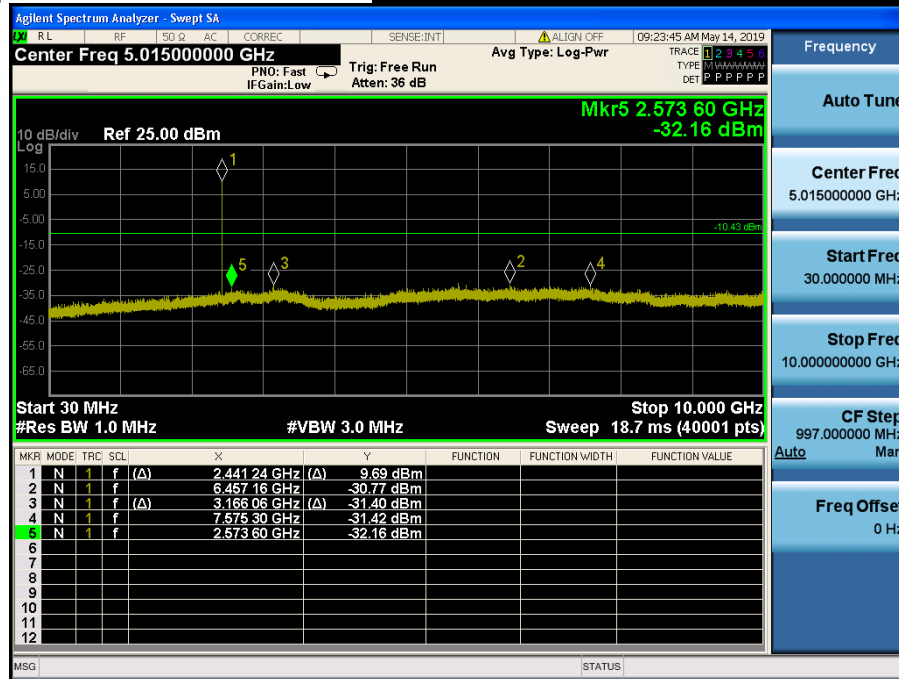 Agilent Spectrum Analyzer - Swept SA
LXI RL RF 50 Ω AC CORREC SENSE:INT ALIGN OFF 09:23:45 AM May 14, 2019
Center Freq 5.015000000 GHz
PNO: Fast
IFGain:Low
Trig: Free Run
Atten: 36 dB
Avg Type: Log-Pwr
TRACE 1 2 3 4 5 6
TYPE M WWWWW
DET P P P P P P
Mkr5 2.573 60 GHz
-32.16 dBm
10 dB/div Ref 25.00 dBm
Log
15.0
5.00
-5.00
-15.0
-25.0
-35.0
-45.0
-55.0
-65.0
1
5
3
2
4
-10.43 dBm
Start 30 MHz Stop 10.000 GHz
#Res BW 1.0 MHz #VBW 3.0 MHz Sweep 18.7 ms (40001 pts)
MKR MODE TRC SCL X Y FUNCTION FUNCTION WIDTH FUNCTION VALUE
1 N 1 f (Δ) 2.441 24 GHz (Δ) 9.69 dBm
2 N 1 f 6.457 16 GHz -30.77 dBm
3 N 1 f (Δ) 3.166 06 GHz (Δ) -31.40 dBm
4 N 1 f 7.575 30 GHz -31.42 dBm
5 N 1 f 2.573 60 GHz -32.16 dBm
6
7
8
9
10
11
12
MSG STATUS
Frequency
Auto Tune
Center Freq
5.015000000 GHz
Start Freq
30.000000 MHz
Stop Freq
10.000000000 GHz
CF Step
997.000000 MHz
Auto Man
Freq Offset
0 Hz